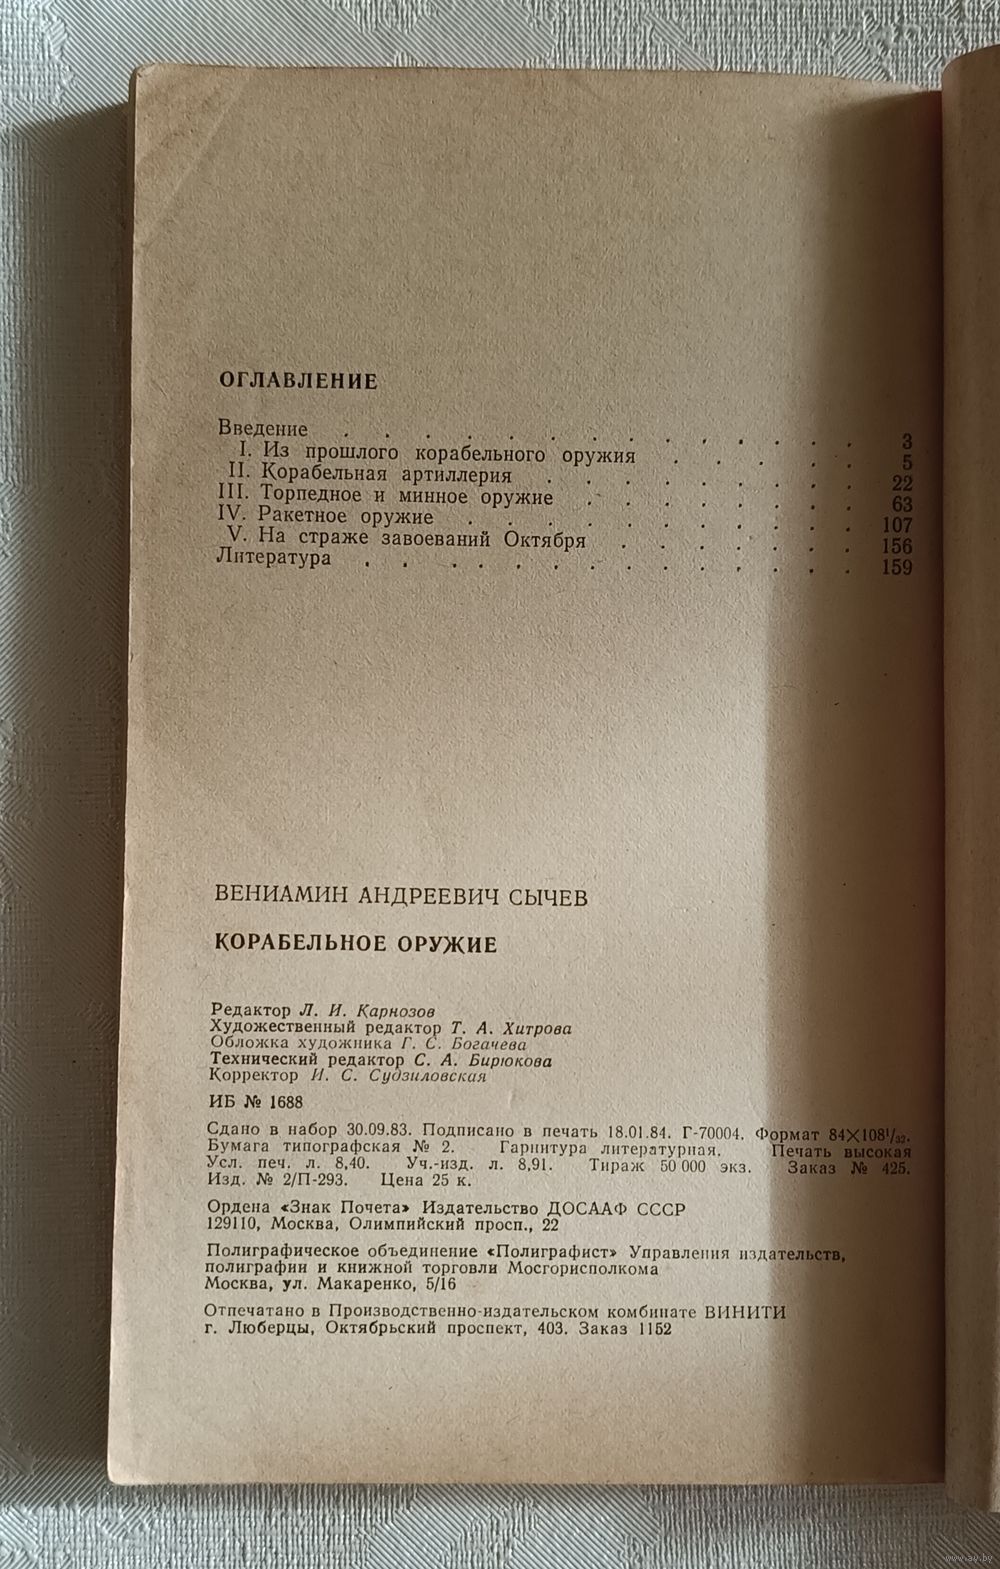 ОГЛАВЛЕНИЕ
Введение . . . . . . . . . . . . . 3
I. Из прошлого корабельного оружия . . . . . 5
II. Корабельная артиллерия . . . . . . . . 22
III. Торпедное и минное оружие . . . . . . . 63
IV. Ракетное оружие . . . . . . . . . . 107
V. На страже завоеваний Октября . . . . . . 156
Литература . . . . . . . . . . . . . 159
ВЕНИАМИН АНДРЕЕВИЧ СЫЧЕВ
КОРАБЕЛЬНОЕ ОРУЖИЕ
Редактор Л. И. Карнозов
Художественный редактор Т. А. Хитрова
Обложка художника Г. С. Богачева
Технический редактор С. А. Бирюкова
Корректор И. С. Судзиловская
ИБ № 1688
Сдано в набор 30.09.83. Подписано в печать 18.01.84. Г-70004. Формат 84×108¹/₃₂.
Бумага типографская № 2. Гарнитура литературная. Печать высокая
Усл. печ. л. 8,40. Уч.-изд. л. 8,91. Тираж 50 000 экз. Заказ № 425.
Изд. № 2/П-293. Цена 25 к.
Ордена «Знак Почета» Издательство ДОСААФ СССР
129110, Москва, Олимпийский просп., 22
Полиграфическое объединение «Полиграфист» Управления издательств,
полиграфии и книжной торговли Мосгорисполкома
Москва, ул. Макаренко, 5/16
Отпечатано в Производственно-издательском комбинате ВИНИТИ
г. Люберцы, Октябрьский проспект, 403. Заказ 1152
www.ay.by